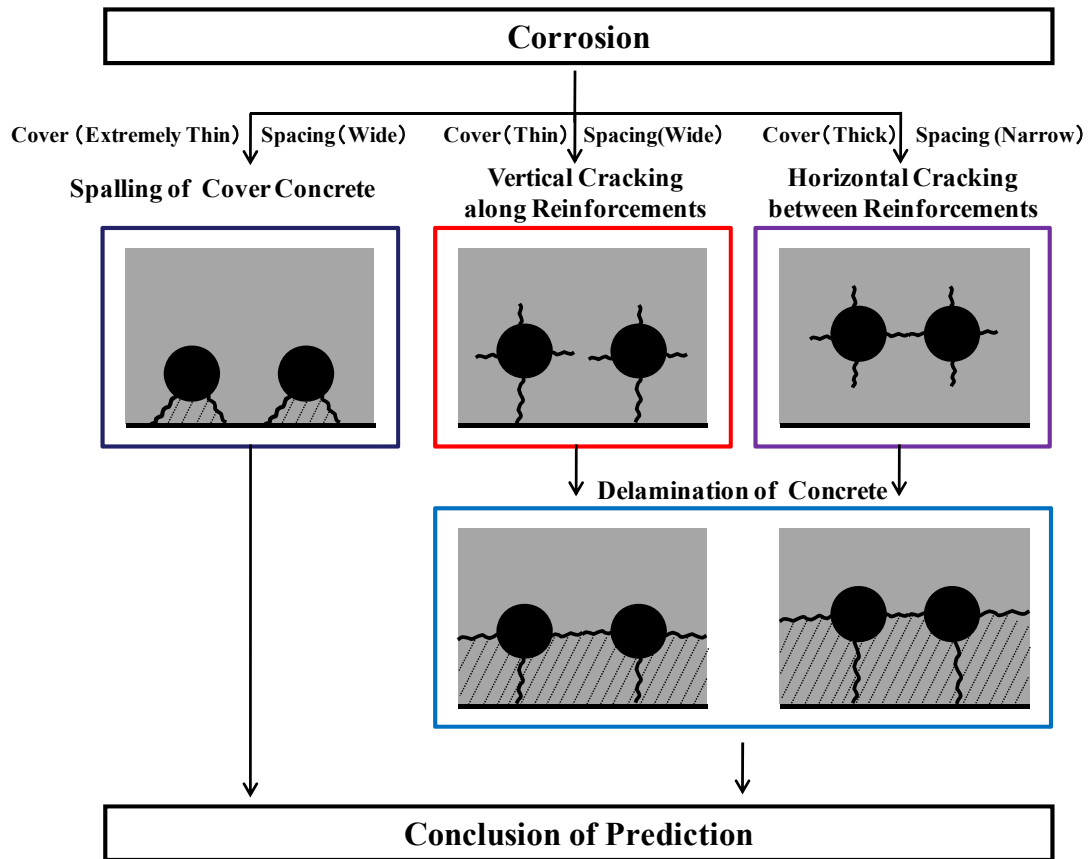 Corrosion
Cover（Extremely Thin） Spacing（Wide）
Cover（Thin） Spacing(Wide)
Cover（Thick） Spacing (Narrow)
Spalling of Cover Concrete
Vertical Cracking
along Reinforcements
Horizontal Cracking
between Reinforcements
Delamination of Concrete
Conclusion of Prediction